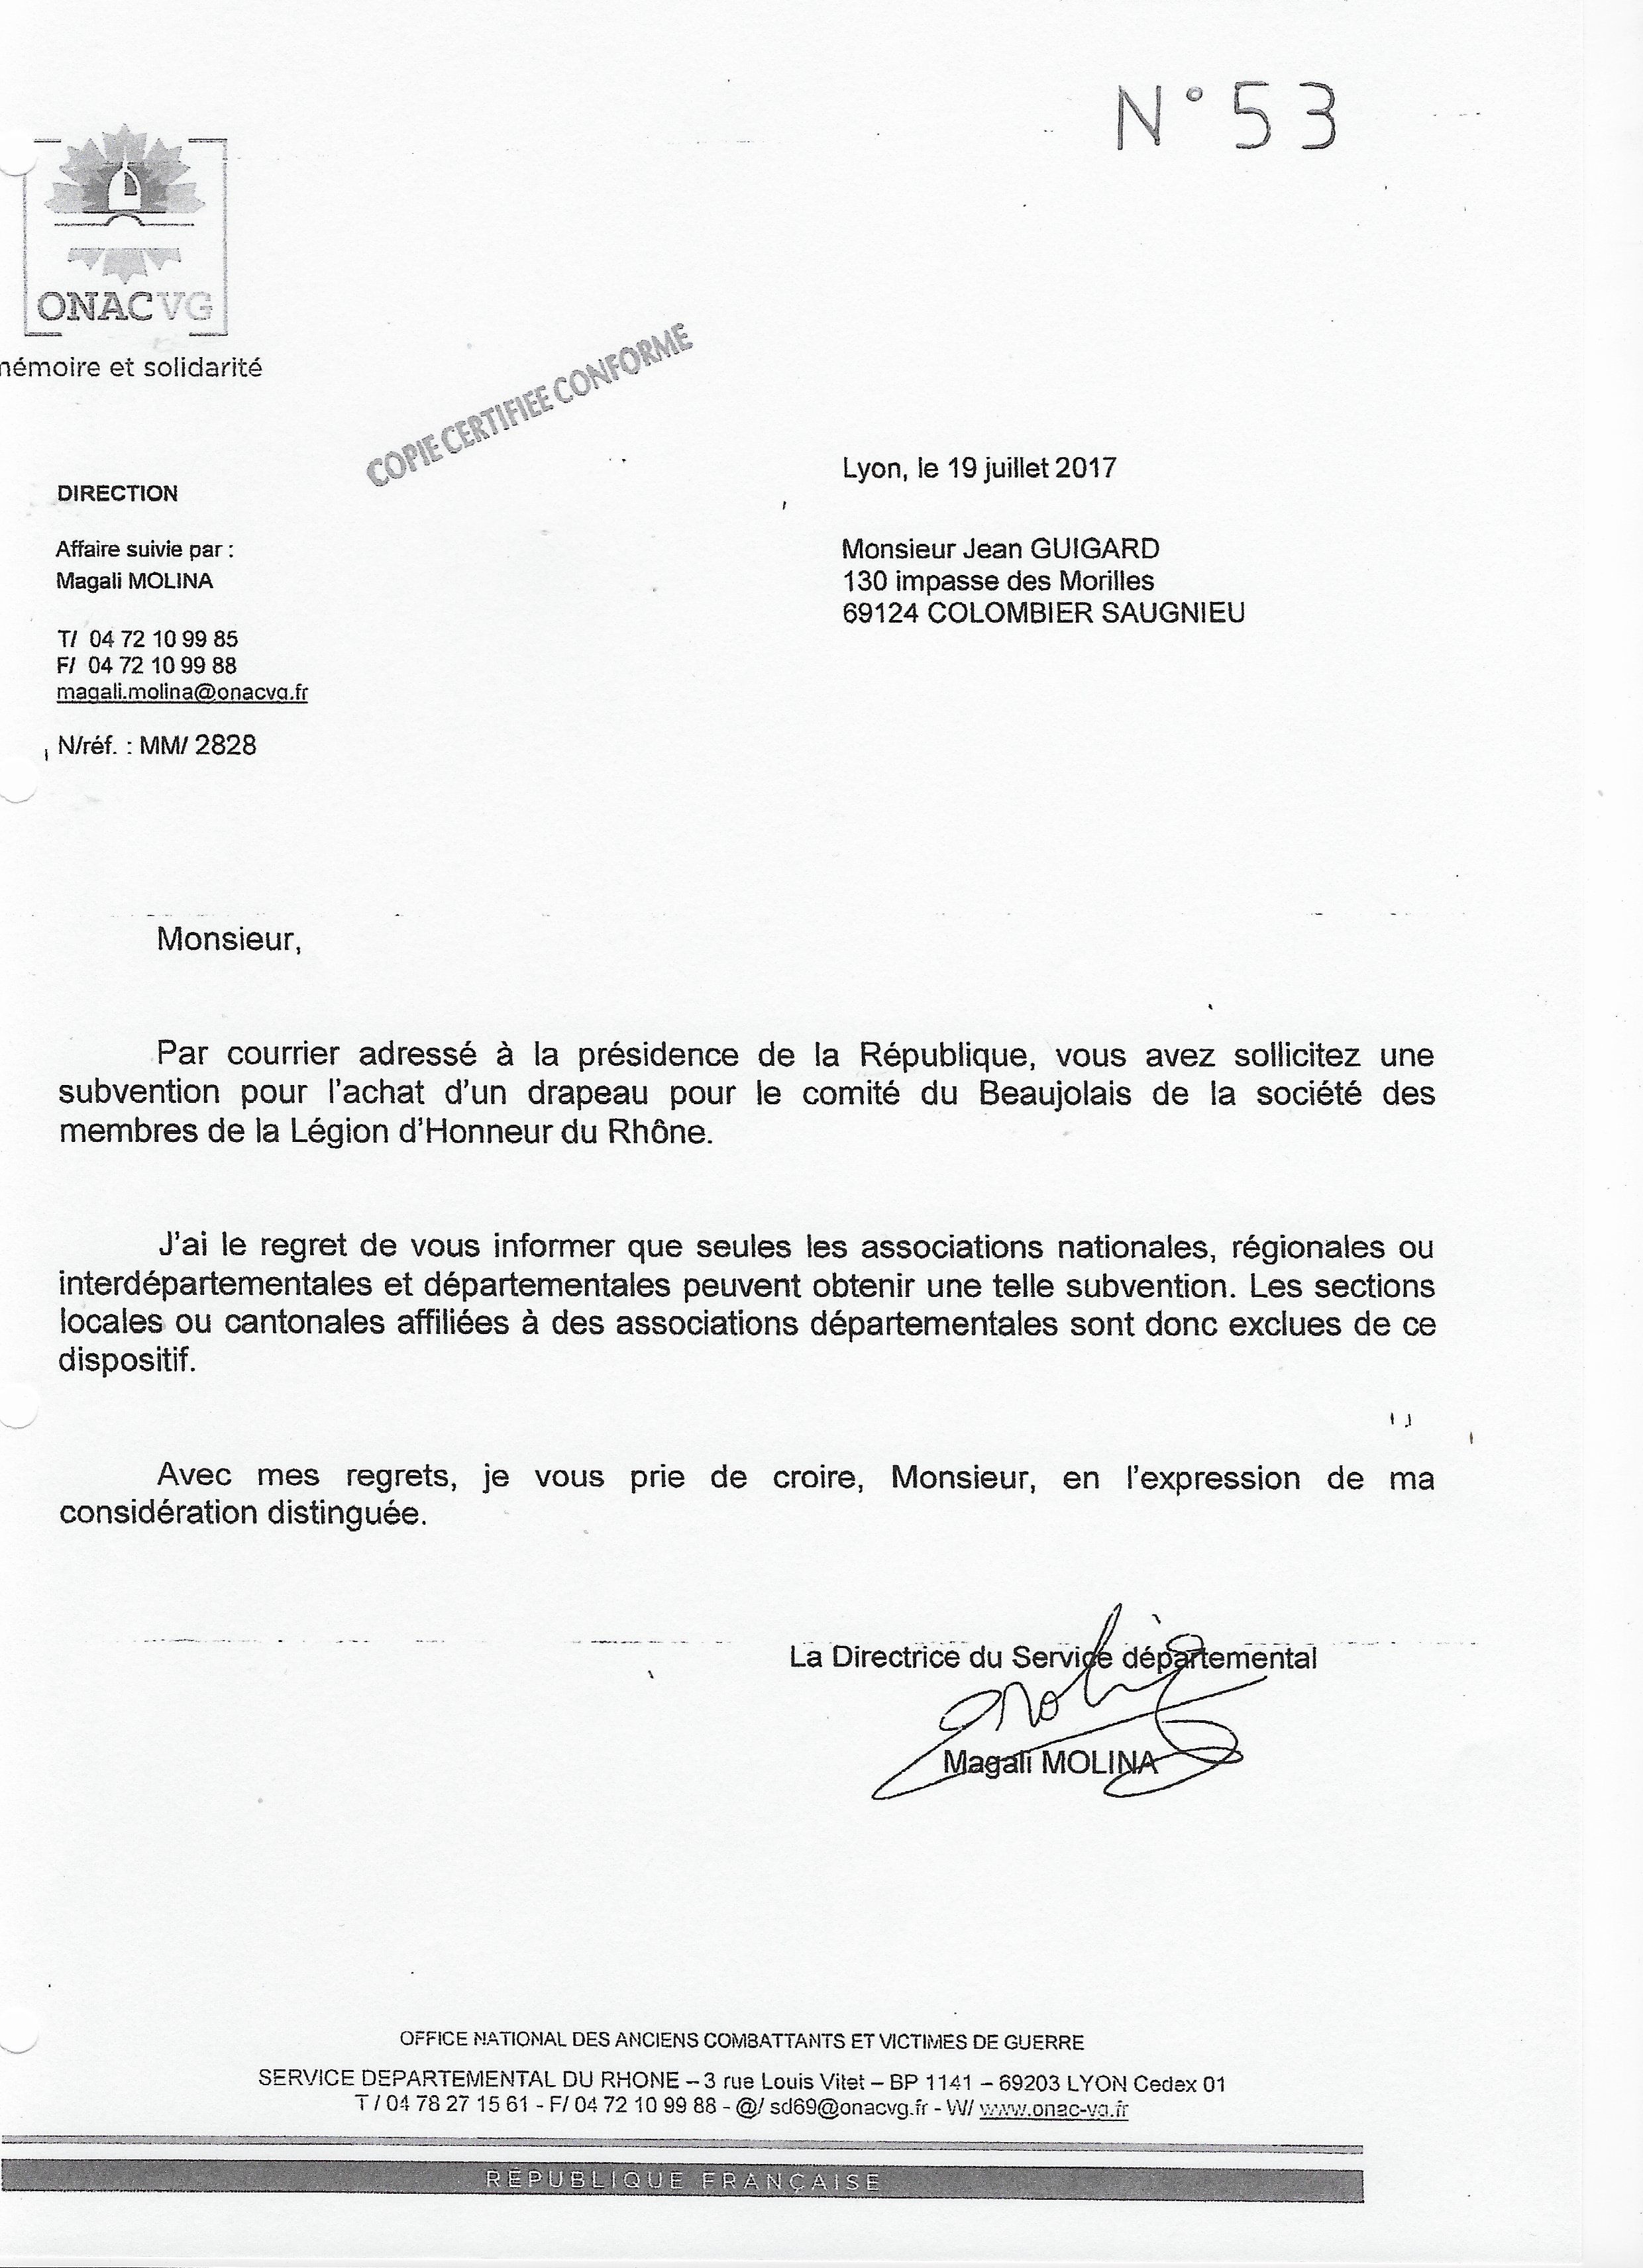 N°53
ONACVG
mémoire et solidarité
COPIE CERTIFIEE CONFORME
DIRECTION
Affaire suivie par :
Magali MOLINA
T/ 04 72 10 99 85
F/ 04 72 10 99 88
magali.molina@onacvg.fr
N/réf. : MM/ 2828
Lyon, le 19 juillet 2017
Monsieur Jean GUIGARD
130 impasse des Morilles
69124 COLOMBIER SAUGNIEU
Monsieur,
Par courrier adressé à la présidence de la République, vous avez sollicitez une
subvention pour l'achat d'un drapeau pour le comité du Beaujolais de la société des
membres de la Légion d'Honneur du Rhône.
J'ai le regret de vous informer que seules les associations nationales, régionales ou
interdépartementales et départementales peuvent obtenir une telle subvention. Les sections
locales ou cantonales affiliées à des associations départementales sont donc exclues de ce
dispositif.
Avec mes regrets, je vous prie de croire, Monsieur, en l'expression de ma
considération distinguée.
La Directrice du Service départemental
Magali MOLINA
OFFICE NATIONAL DES ANCIENS COMBATTANTS ET VICTIMES DE GUERRE
SERVICE DEPARTEMENTAL DU RHONE – 3 rue Louis Vitet – BP 1141 – 69203 LYON Cedex 01
T / 04 78 27 15 61 - F/ 04 72 10 99 88 - @/ sd69@onacvg.fr - W/ www.onac-vg.fr
RÉPUBLIQUE FRANÇAISE